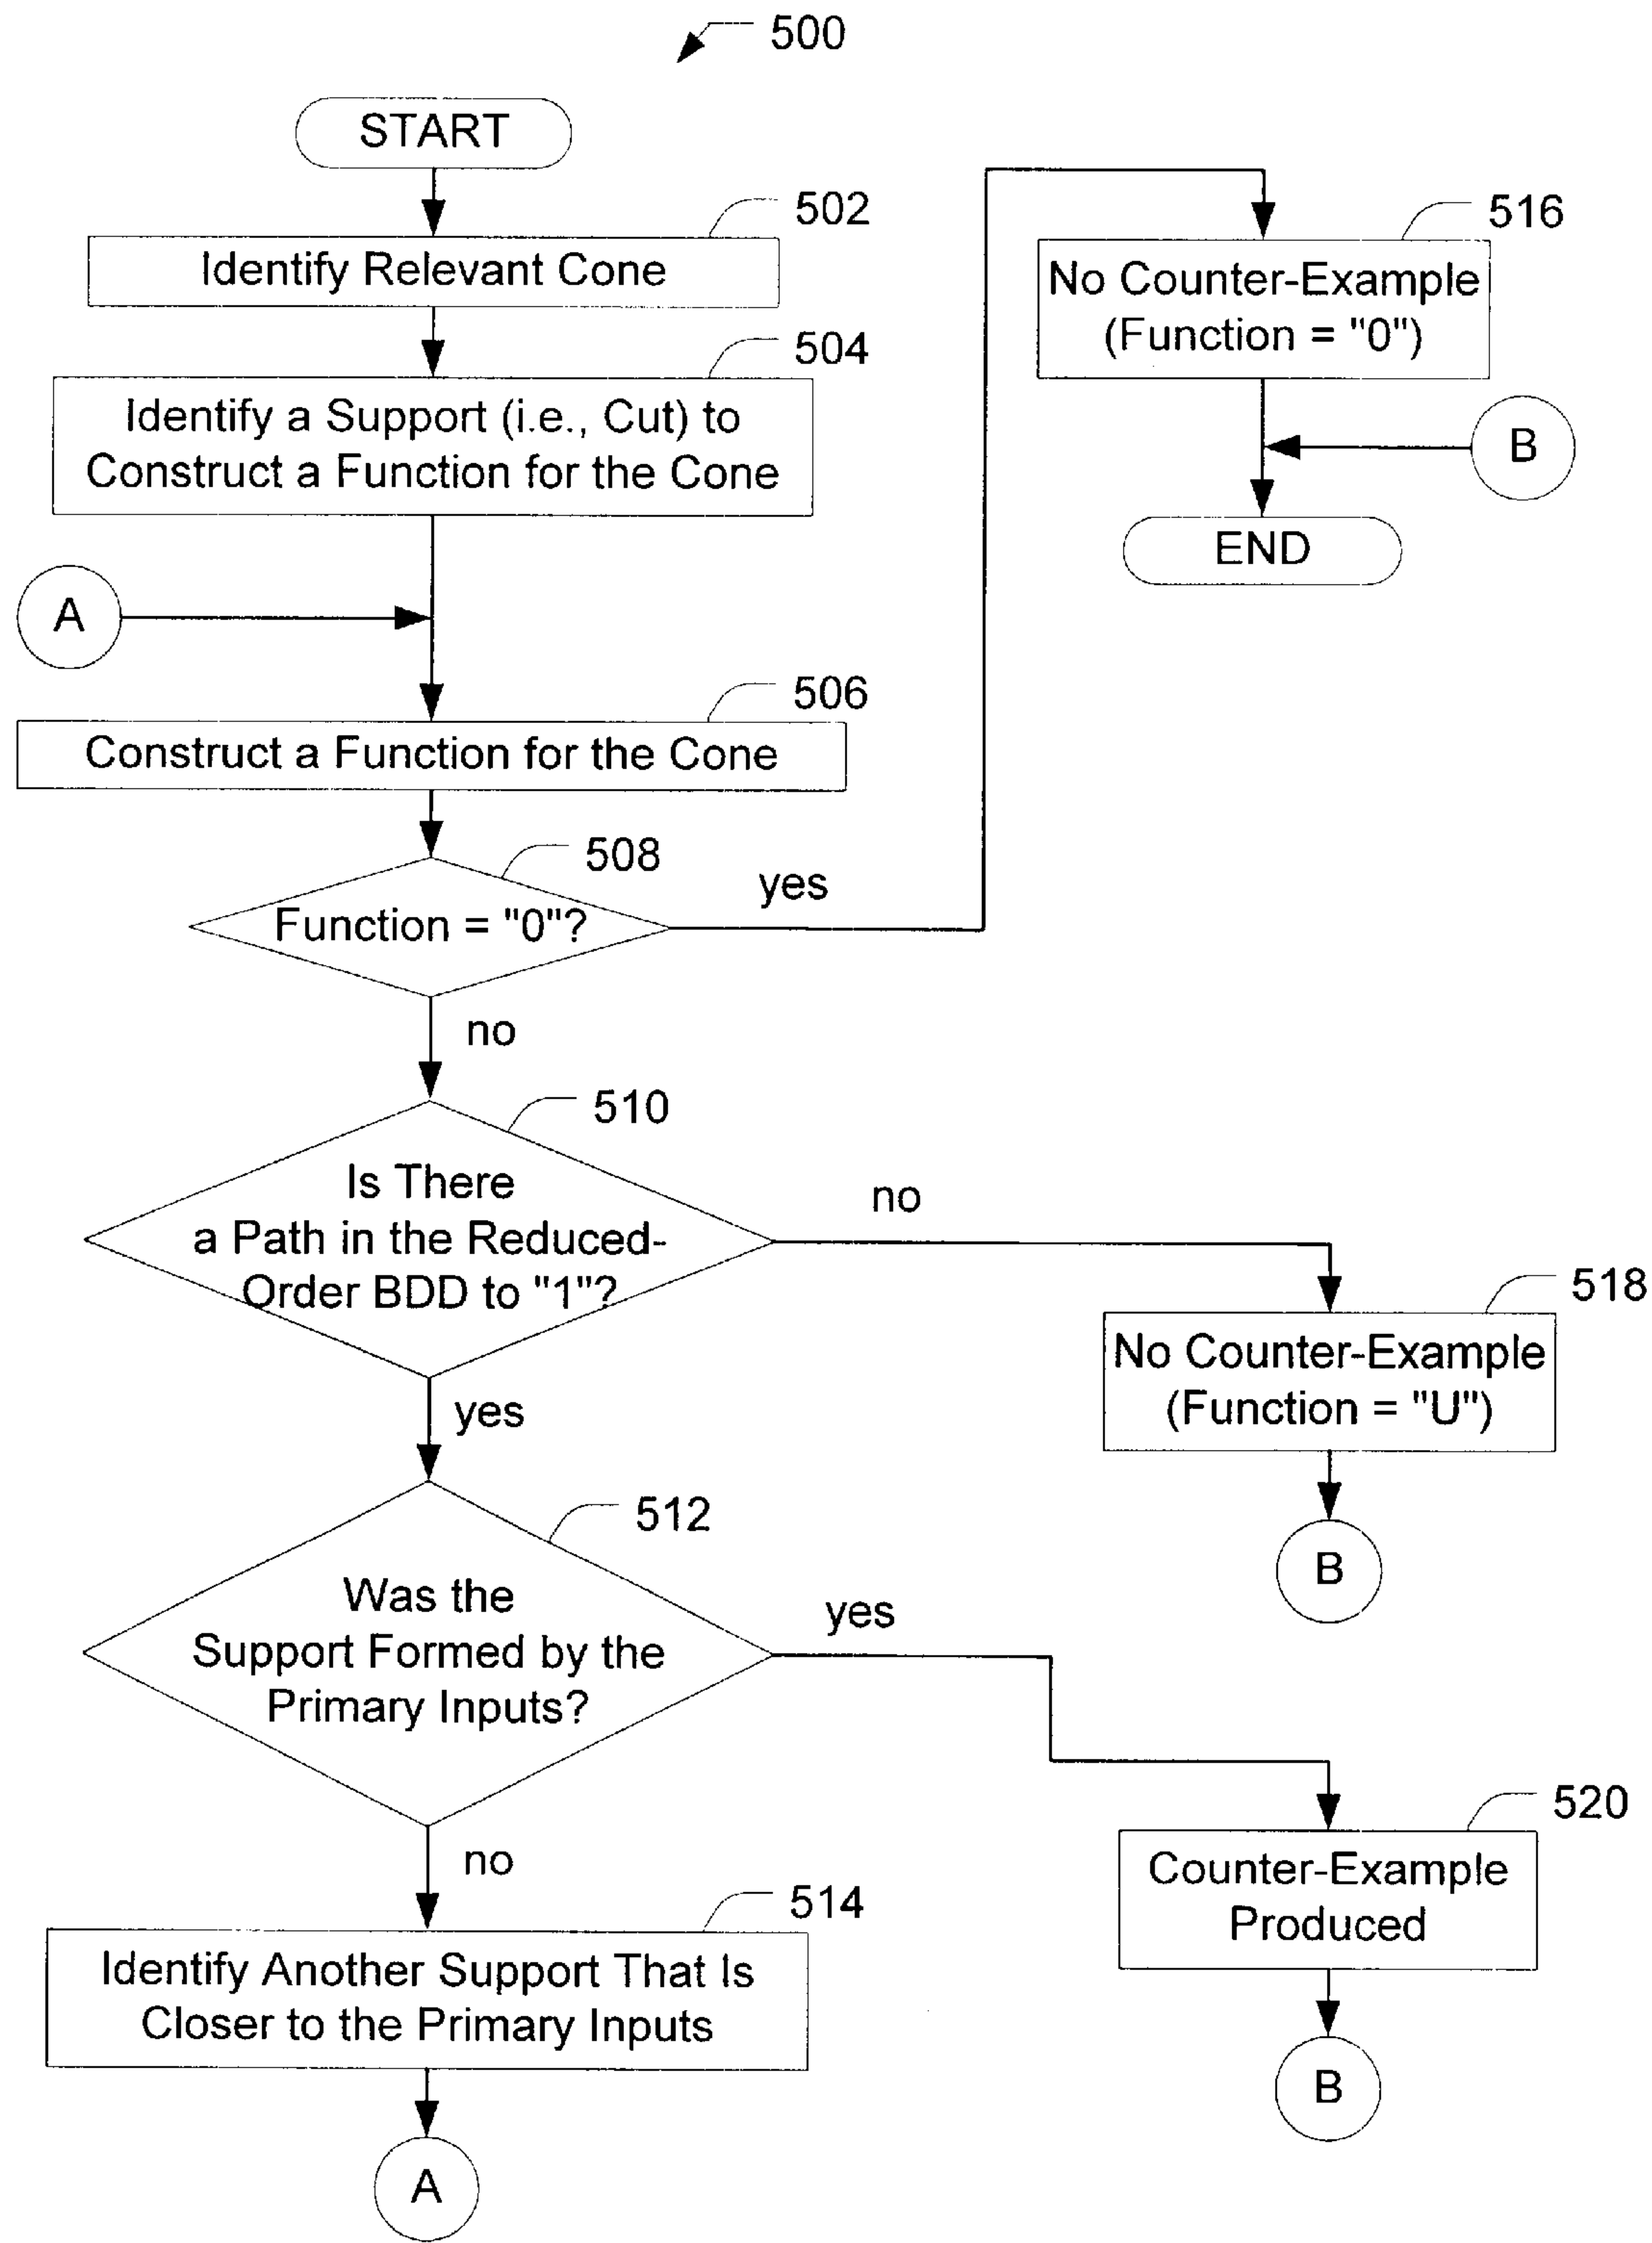 500
START
502
Identify Relevant Cone
504
Identify a Support (i.e., Cut) to
Construct a Function for the Cone
A
506
Construct a Function for the Cone
508
Function = "0"?
yes
no
516
No Counter-Example
(Function = "0")
B
END
510
Is There
a Path in the Reduced-
Order BDD to "1"?
no
yes
518
No Counter-Example
(Function = "U")
B
512
Was the
Support Formed by the
Primary Inputs?
yes
no
520
Counter-Example
Produced
B
514
Identify Another Support That Is
Closer to the Primary Inputs
A